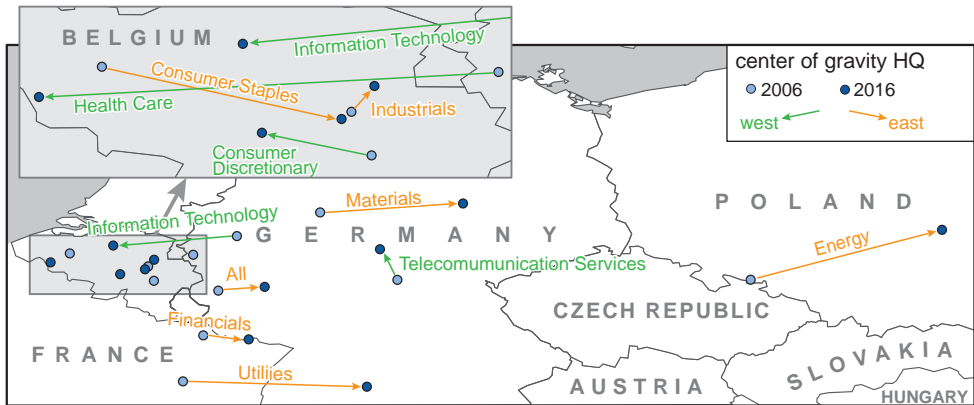 BELGIUM
Information Technology
Consumer Staples
Health Care
Industrials
Consumer
Discretionary
center of gravity HQ
2006 2016
west east
Materials
POLAND
Information Technology
GERMANY
Energy
Telecomumunication Services
All
CZECH REPUBLIC
Financials
FRANCE
SLOVAKIA
Utiliies
AUSTRIA
HUNGARY